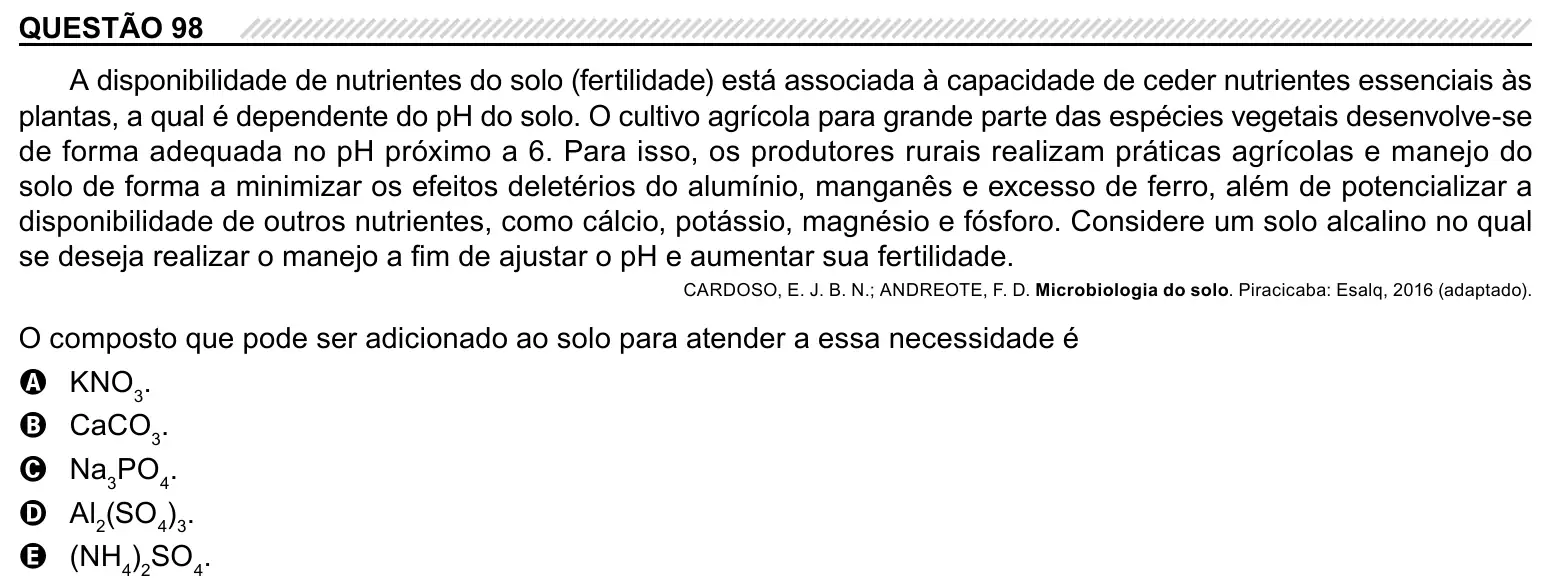 QUESTÃO 98
A disponibilidade de nutrientes do solo (fertilidade) está associada à capacidade de ceder nutrientes essenciais às
plantas, a qual é dependente do pH do solo. O cultivo agrícola para grande parte das espécies vegetais desenvolve-se
de forma adequada no pH próximo a 6. Para isso, os produtores rurais realizam práticas agrícolas e manejo do
solo de forma a minimizar os efeitos deletérios do alumínio, manganês e excesso de ferro, além de potencializar a
disponibilidade de outros nutrientes, como cálcio, potássio, magnésio e fósforo. Considere um solo alcalino no qual
se deseja realizar o manejo a fim de ajustar o pH e aumentar sua fertilidade.
CARDOSO, E. J. B. N.; ANDREOTE, F. D. Microbiologia do solo. Piracicaba: Esalq, 2016 (adaptado).
O composto que pode ser adicionado ao solo para atender a essa necessidade é
A KNO₃.
B CaCO₃.
C Na₃PO₄.
D Al₂(SO₄)₃.
E (NH₄)₂SO₄.